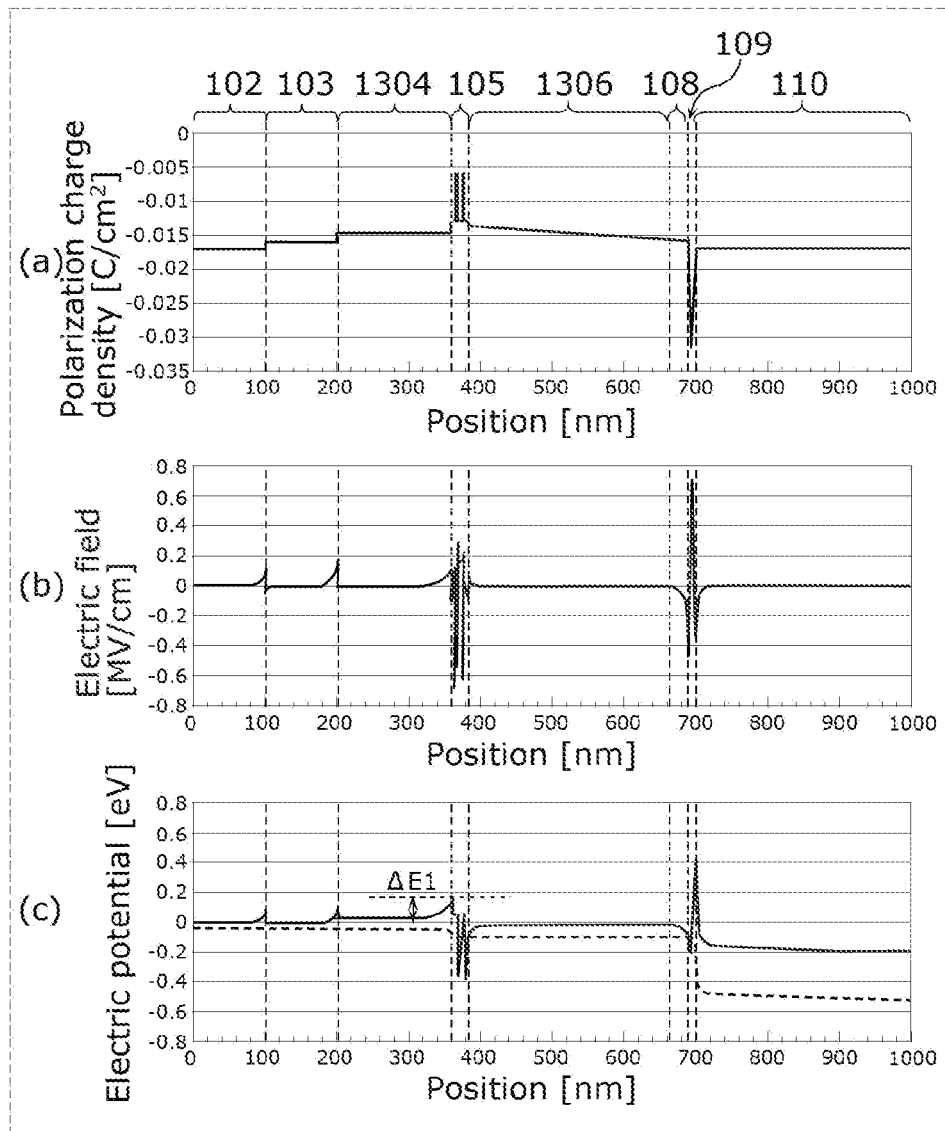 109
102 103 1304 105 1306 108 110
(a)
Polarization charge
density [C/cm²]
0
-0.005
-0.01
-0.015
-0.02
-0.025
-0.03
-0.035
0 100 200 300 400 500 600 700 800 900 1000
Position [nm]
(b)
Electric field
[MV/cm]
0.8
0.6
0.4
0.2
0
-0.2
-0.4
-0.6
-0.8
0 100 200 300 400 500 600 700 800 900 1000
Position [nm]
(c)
Electric potential [eV]
0.8
0.6
0.4
0.2
0
-0.2
-0.4
-0.6
-0.8
ΔE1
0 100 200 300 400 500 600 700 800 900 1000
Position [nm]